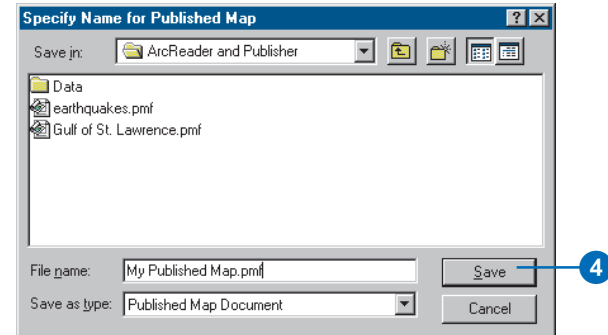 Specify Name for Published Map
Save in: ArcReader and Publisher
Data
earthquakes.pmf
Gulf of St. Lawrence.pmf
File name: My Published Map.pmf Save 4
Save as type: Published Map Document Cancel